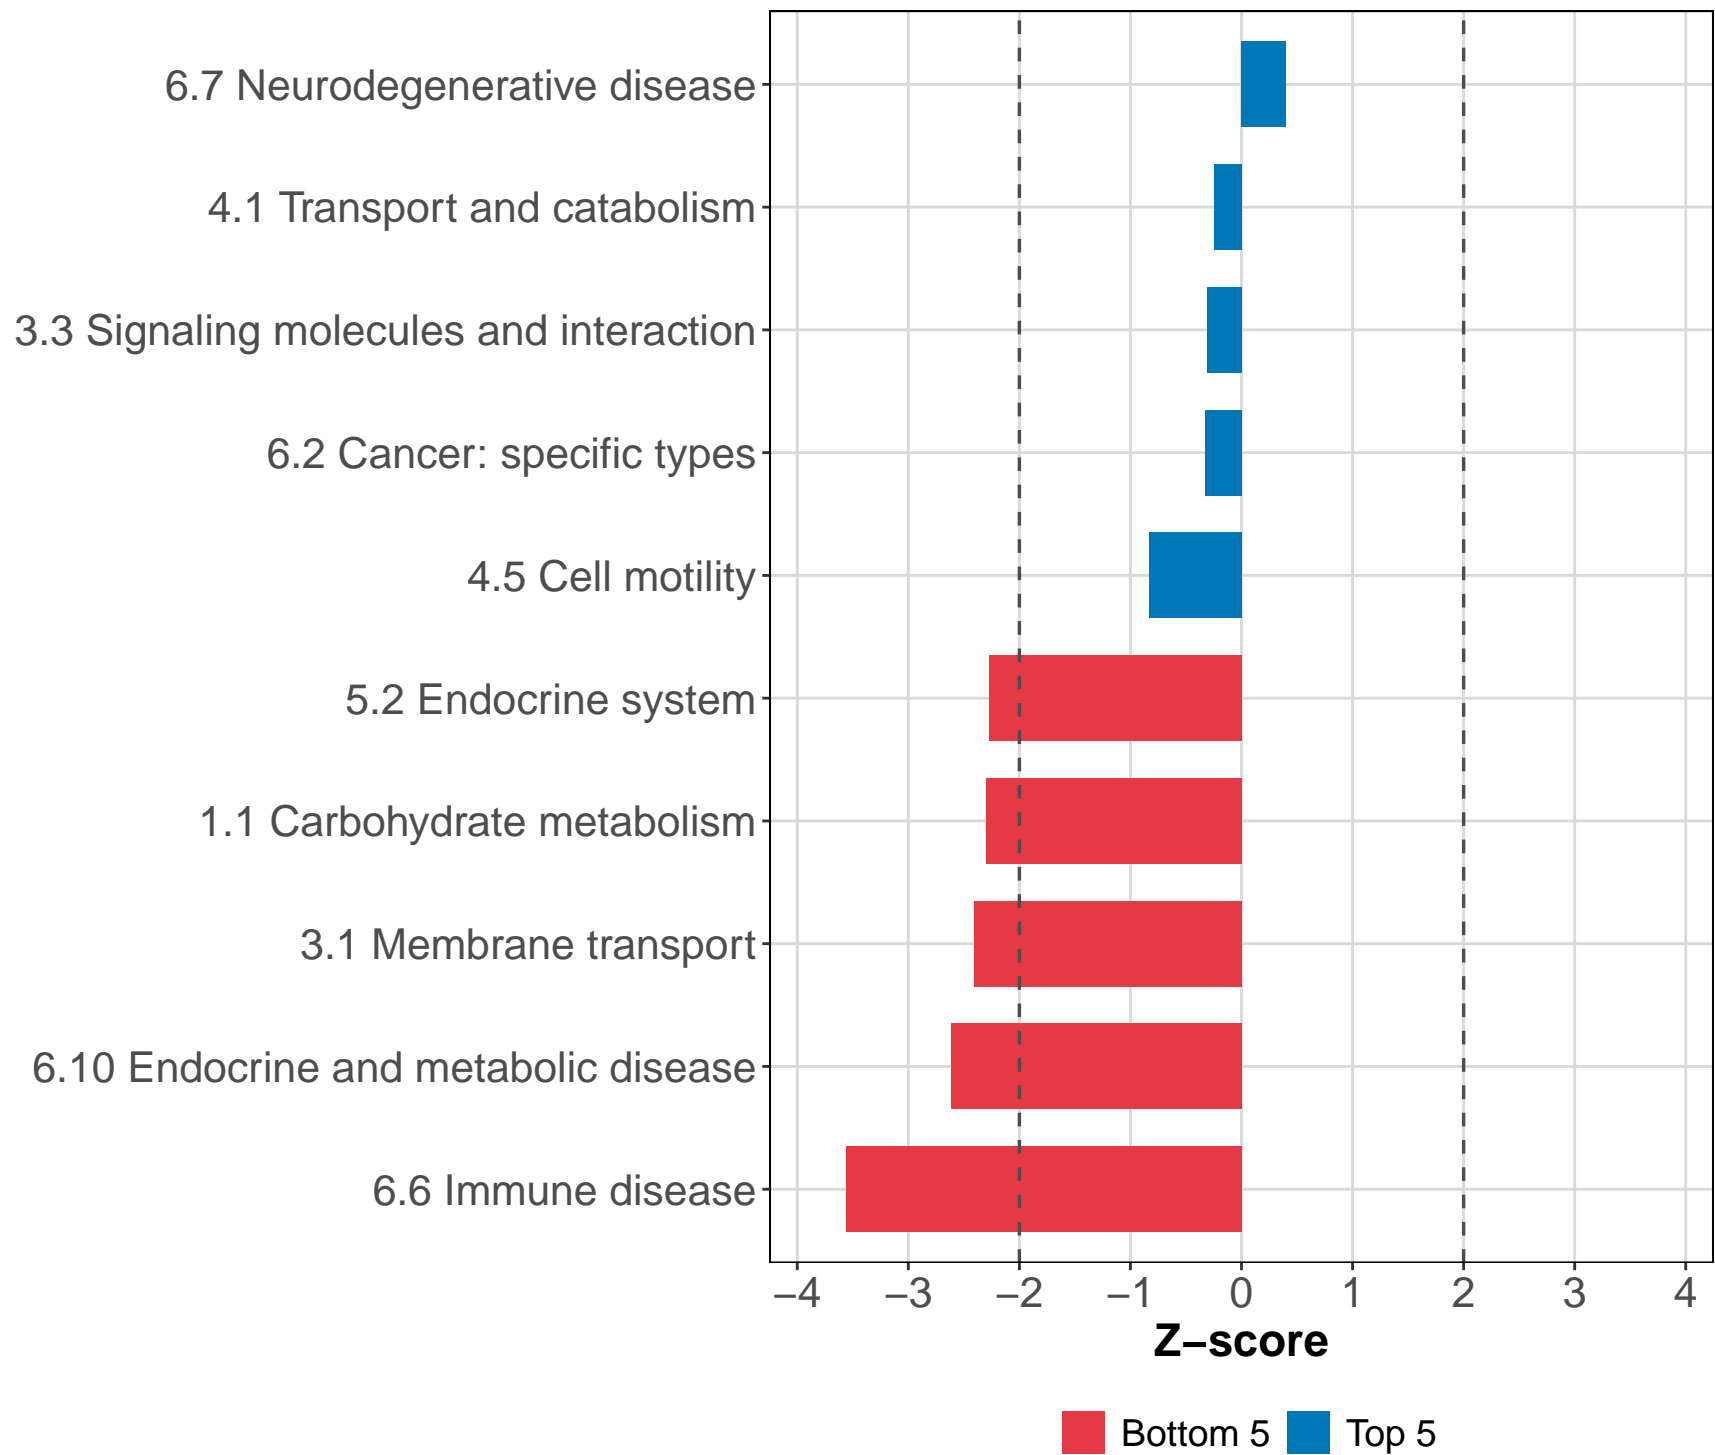 6.7 Neurodegenerative disease
4.1 Transport and catabolism
3.3 Signaling molecules and interaction
6.2 Cancer: specific types
4.5 Cell motility
5.2 Endocrine system
1.1 Carbohydrate metabolism
3.1 Membrane transport
6.10 Endocrine and metabolic disease
6.6 Immune disease
−4 −3 −2 −1 0 1 2 3 4
Z−score
Bottom 5 Top 5